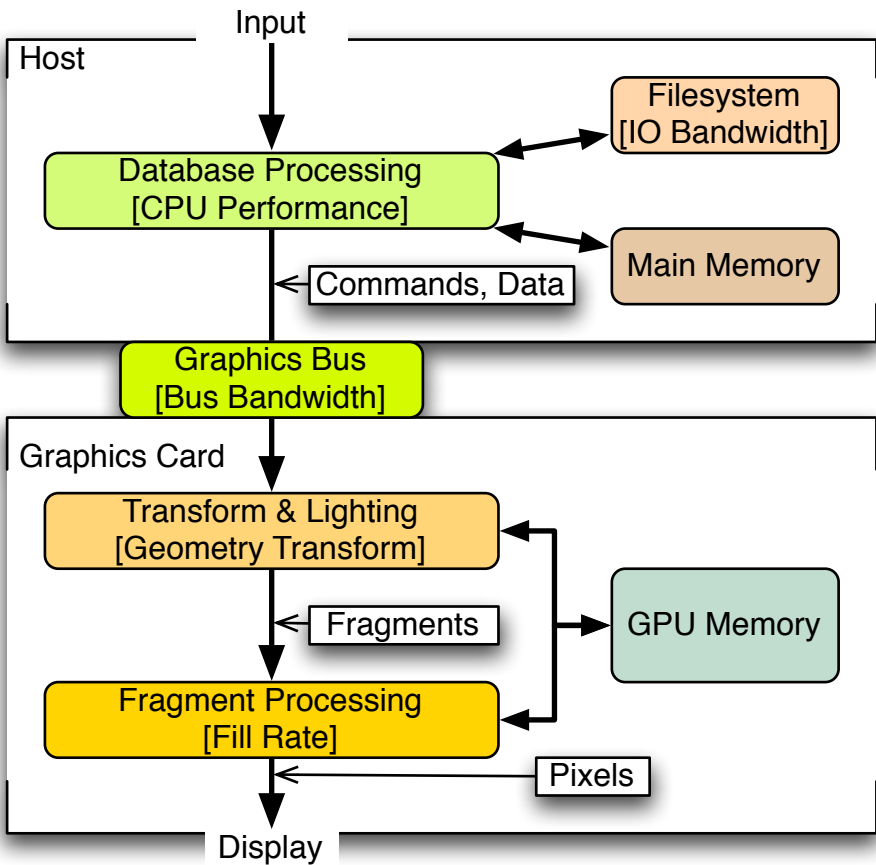 Input
Host
Filesystem
[IO Bandwidth]
Database Processing
[CPU Performance]
Main Memory
Commands, Data
Graphics Bus
[Bus Bandwidth]
Graphics Card
Transform & Lighting
[Geometry Transform]
Fragments
GPU Memory
Fragment Processing
[Fill Rate]
Pixels
Display